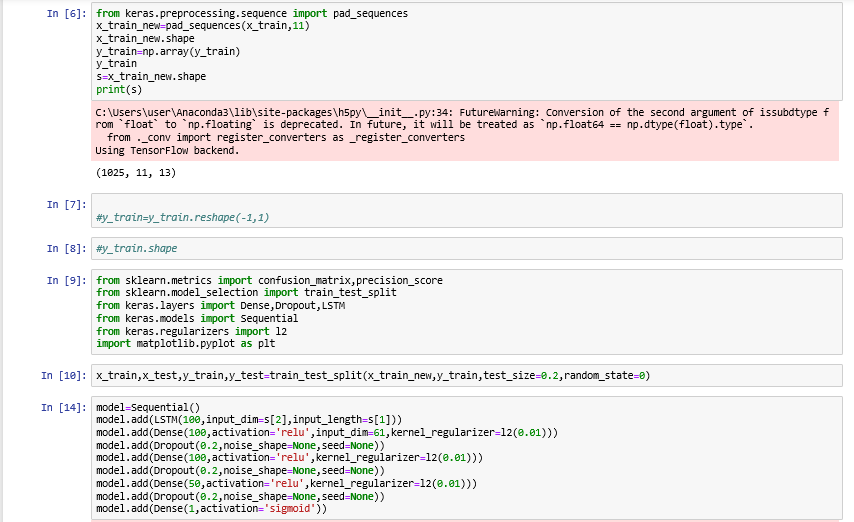 In [6]: from keras.preprocessing.sequence import pad_sequences
x_train_new=pad_sequences(x_train,11)
x_train_new.shape
y_train=np.array(y_train)
y_train
s=x_train_new.shape
print(s)
C:\Users\user\Anaconda3\lib\site-packages\h5py\__init__.py:34: FutureWarning: Conversion of the second argument of issubdtype f
rom `float` to `np.floating` is deprecated. In future, it will be treated as `np.float64 == np.dtype(float).type`.
  from ._conv import register_converters as _register_converters
Using TensorFlow backend.
(1025, 11, 13)
In [7]:
#y_train=y_train.reshape(-1,1)
In [8]: #y_train.shape
In [9]: from sklearn.metrics import confusion_matrix,precision_score
from sklearn.model_selection import train_test_split
from keras.layers import Dense,Dropout,LSTM
from keras.models import Sequential
from keras.regularizers import l2
import matplotlib.pyplot as plt
In [10]: x_train,x_test,y_train,y_test=train_test_split(x_train_new,y_train,test_size=0.2,random_state=0)
In [14]: model=Sequential()
model.add(LSTM(100,input_dim=s[2],input_length=s[1]))
model.add(Dense(100,activation='relu',input_dim=61,kernel_regularizer=l2(0.01)))
model.add(Dropout(0.2,noise_shape=None,seed=None))
model.add(Dense(100,activation='relu',kernel_regularizer=l2(0.01)))
model.add(Dropout(0.2,noise_shape=None,seed=None))
model.add(Dense(50,activation='relu',kernel_regularizer=l2(0.01)))
model.add(Dropout(0.2,noise_shape=None,seed=None))
model.add(Dense(1,activation='sigmoid'))